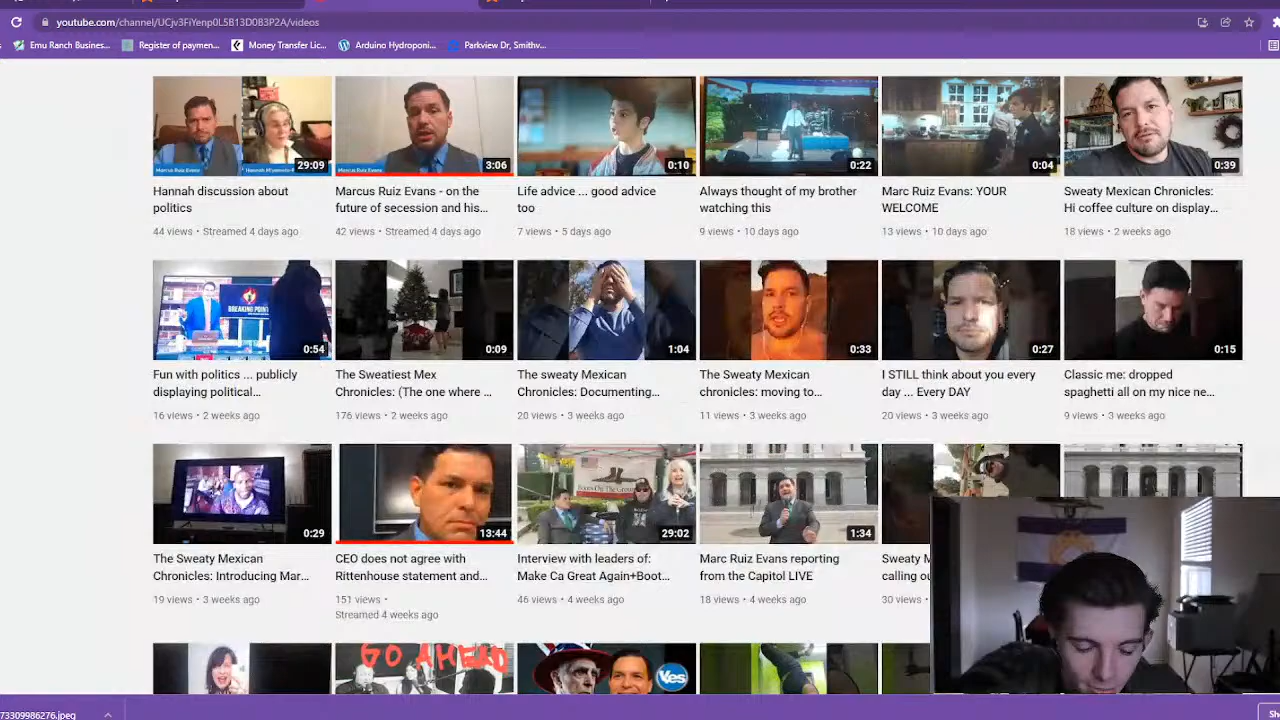 youtube.com/channel/UCjv3FiYenp0L5B13D083P2A/videos
Emu Ranch Busines...
Register of paymen...
Money Transfer Lic...
Arduino Hydroponi...
Parkview Dr, Smithv...
29:09
3:06
0:10
0:22
0:04
0:39
Hannah discussion about politics
44 views • Streamed 4 days ago
Marcus Ruiz Evans - on the future of secession and his...
42 views • Streamed 4 days ago
Life advice ... good advice too
7 views • 5 days ago
Always thought of my brother watching this
9 views • 10 days ago
Marc Ruiz Evans: YOUR WELCOME
13 views • 10 days ago
Sweaty Mexican Chronicles: Hi coffee culture on display...
18 views • 2 weeks ago
BREAKING POINT
0:54
0:09
1:04
0:33
0:27
0:15
Fun with politics ... publicly displaying political...
16 views • 2 weeks ago
The Sweatiest Mex Chronicles: (The one where ...
176 views • 2 weeks ago
The sweaty Mexican Chronicles: Documenting...
20 views • 3 weeks ago
The Sweaty Mexican chronicles: moving to...
11 views • 3 weeks ago
I STILL think about you every day ... Every DAY
20 views • 3 weeks ago
Classic me: dropped spaghetti all on my nice ne...
9 views • 3 weeks ago
0:29
13:44
29:02
1:34
The Sweaty Mexican Chronicles: Introducing Mar...
19 views • 3 weeks ago
CEO does not agree with Rittenhouse statement and...
151 views •
Streamed 4 weeks ago
Interview with leaders of: Make Ca Great Again+Boot...
46 views • 4 weeks ago
Marc Ruiz Evans reporting from the Capitol LIVE
18 views • 4 weeks ago
Sweaty
calling
30 views •
GO AHEAD
Yes
73309986276.jpeg